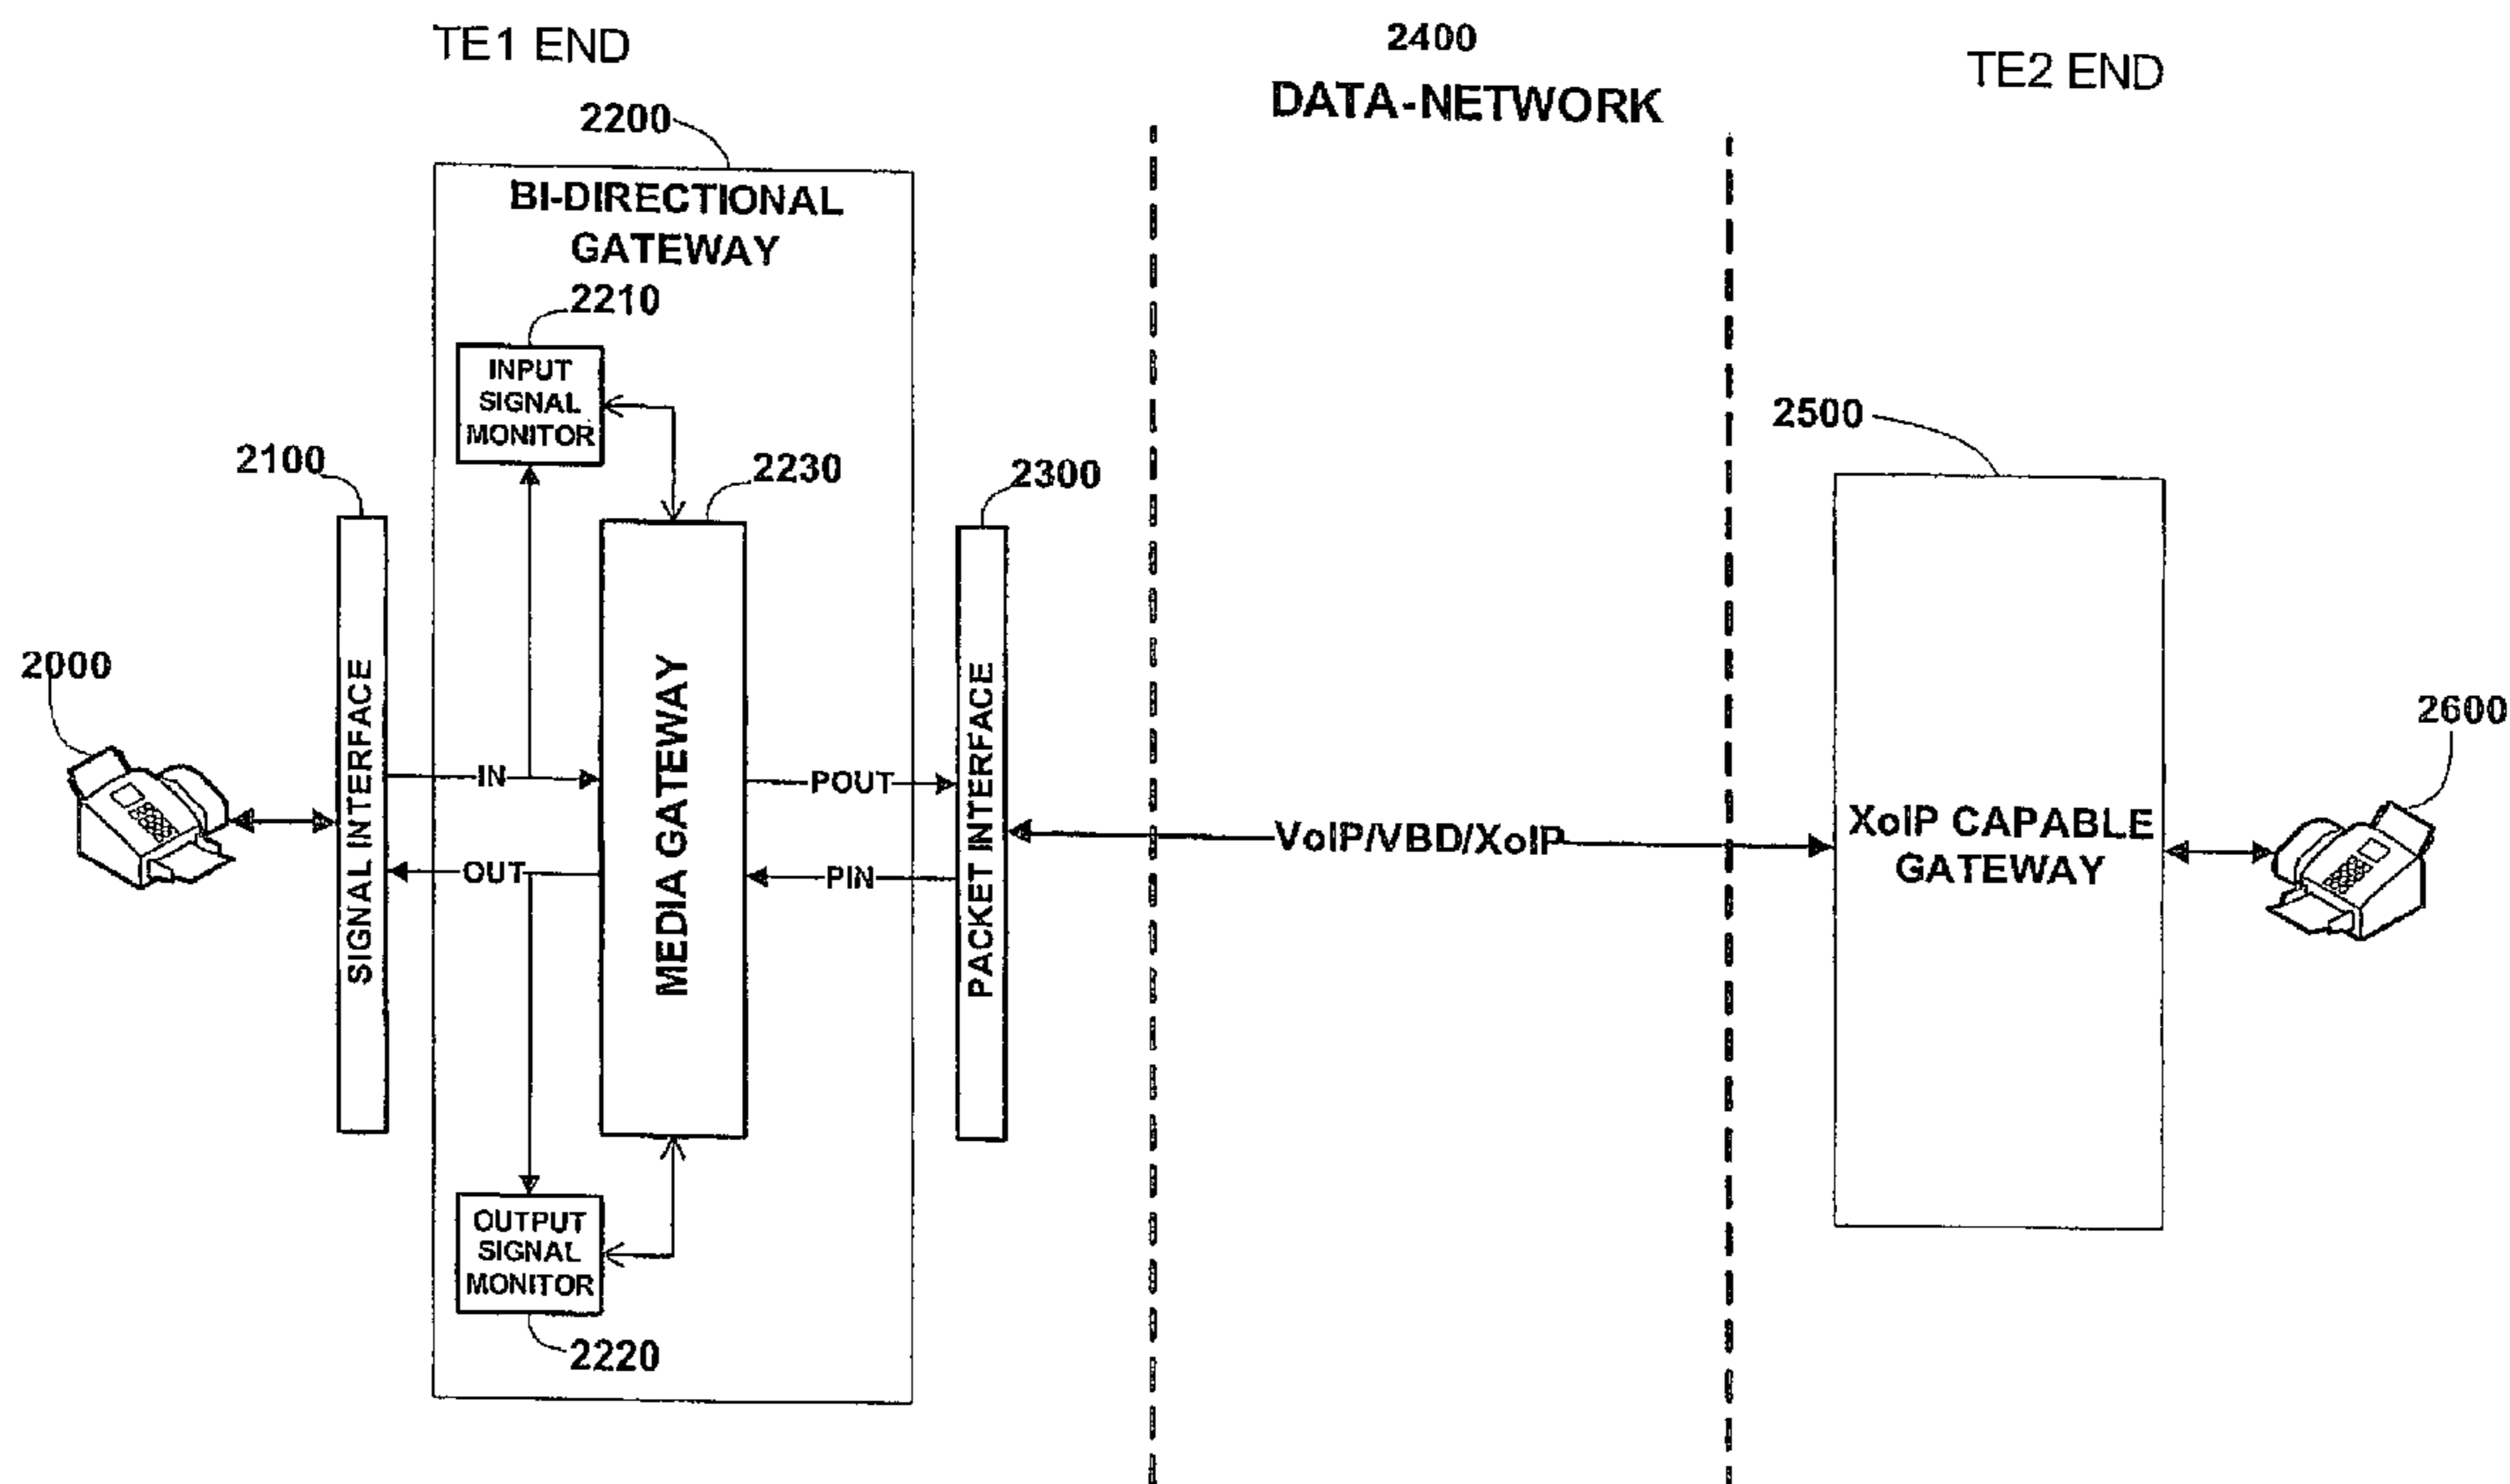 TE1 END
2400
DATA-NETWORK
TE2 END
2200
BI-DIRECTIONAL
GATEWAY
2210
INPUT
SIGNAL
MONITOR
2100
2230
2300
2500
2000
SIGNAL INTERFACE
IN
OUT
MEDIA GATEWAY
POUT
PIN
PACKET INTERFACE
VoIP/VBD/XoIP
XoIP CAPABLE
GATEWAY
2600
OUTPUT
SIGNAL
MONITOR
2220